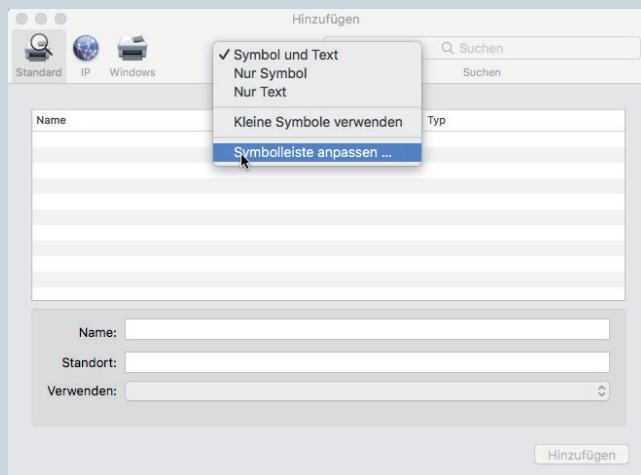 Hinzufügen
Standard IP Windows
✓ Symbol und Text
Nur Symbol
Nur Text
Kleine Symbole verwenden
Symbolleiste anpassen ...
Suchen
Suchen
Name Typ
Name:
Standort:
Verwenden:
Hinzufügen